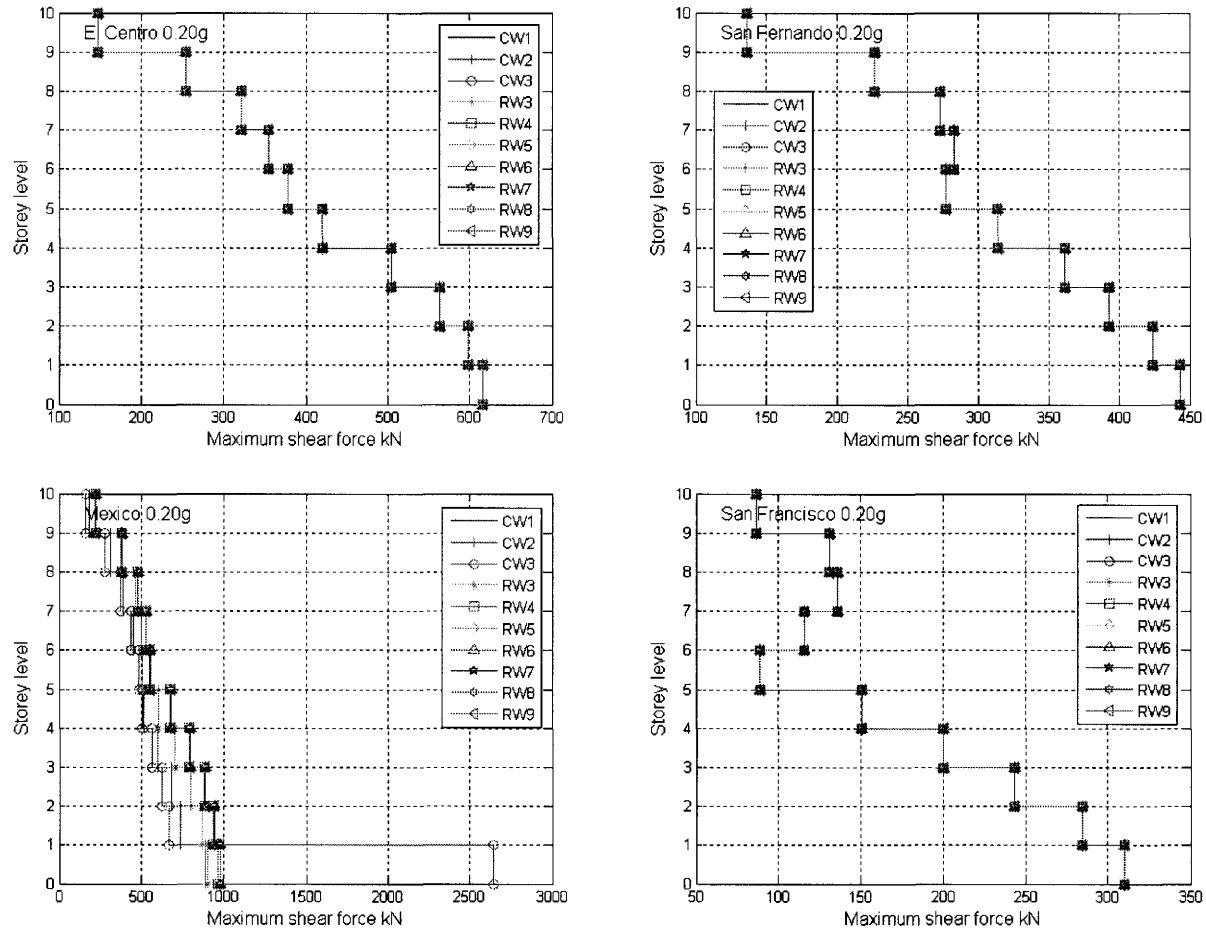 El Centro 0.20g
10
9
8
7
6
5
4
3
2
1
0
Storey level
CW1
CW2
CW3
RW3
RW4
RW5
RW6
RW7
RW8
RW9
100 200 300 400 500 600 700
Maximum shear force kN
San Fernando 0.20g
10
9
8
7
6
5
4
3
2
1
0
Storey level
CW1
CW2
CW3
RW3
RW4
RW5
RW6
RW7
RW8
RW9
100 150 200 250 300 350 400 450
Maximum shear force kN
Mexico 0.20g
10
9
8
7
6
5
4
3
2
1
0
Storey level
CW1
CW2
CW3
RW3
RW4
RW5
RW6
RW7
RW8
RW9
0 500 1000 1500 2000 2500 3000
Maximum shear force kN
San Francisco 0.20g
10
9
8
7
6
5
4
3
2
1
0
Storey level
CW1
CW2
CW3
RW3
RW4
RW5
RW6
RW7
RW8
RW9
50 100 150 200 250 300 350
Maximum shear force kN